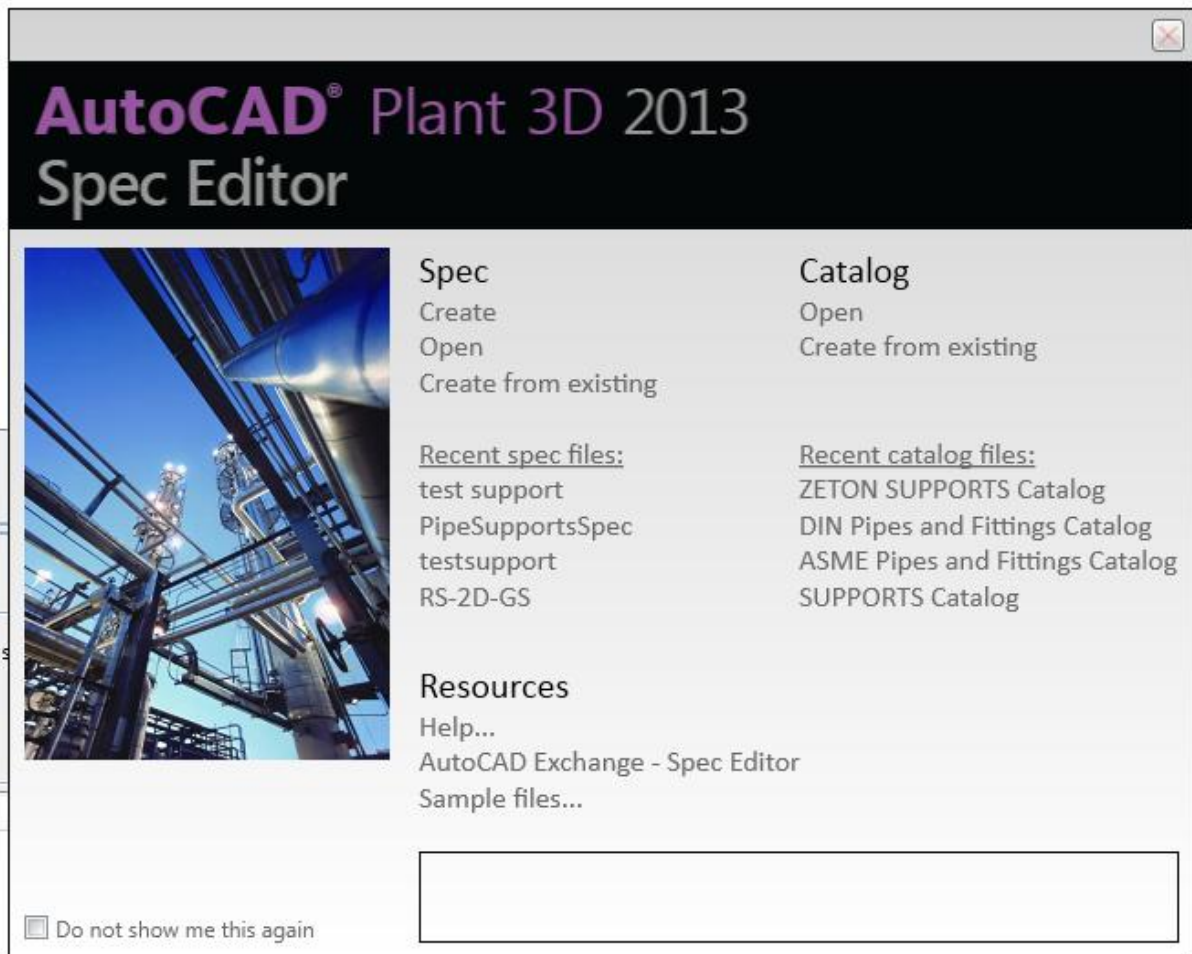 AutoCAD® Plant 3D 2013
Spec Editor
Spec
Create
Open
Create from existing
Recent spec files:
test support
PipeSupportsSpec
testsupport
RS-2D-GS
Catalog
Open
Create from existing
Recent catalog files:
ZETON SUPPORTS Catalog
DIN Pipes and Fittings Catalog
ASME Pipes and Fittings Catalog
SUPPORTS Catalog
Resources
Help...
AutoCAD Exchange - Spec Editor
Sample files...
Do not show me this again